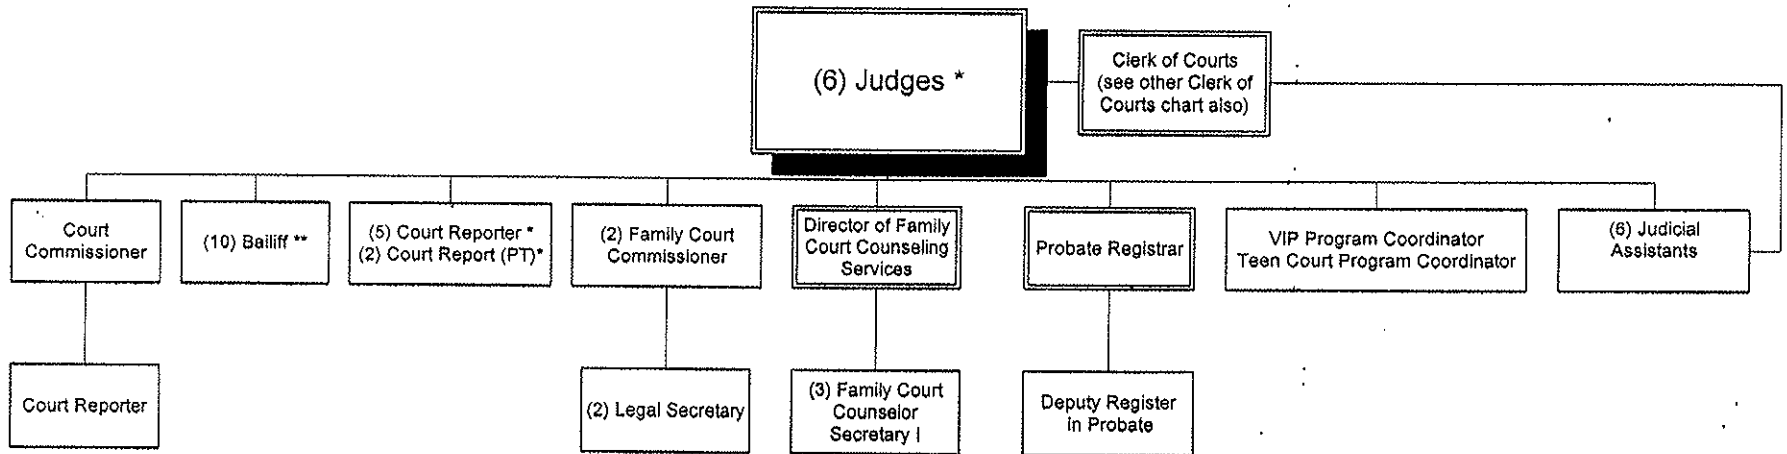 (6) Judges *
Clerk of Courts
(see other Clerk of
Courts chart also)
Court
Commissioner
(10) Bailiff **
(5) Court Reporter *
(2) Court Report (PT)*
(2) Family Court
Commissioner
Director of Family
Court Counseling
Services
Probate Registrar
VIP Program Coordinator
Teen Court Program Coordinator
(6) Judicial
Assistants
Court Reporter
(2) Legal Secretary
(3) Family Court
Counselor
Secretary I
Deputy Register
in Probate